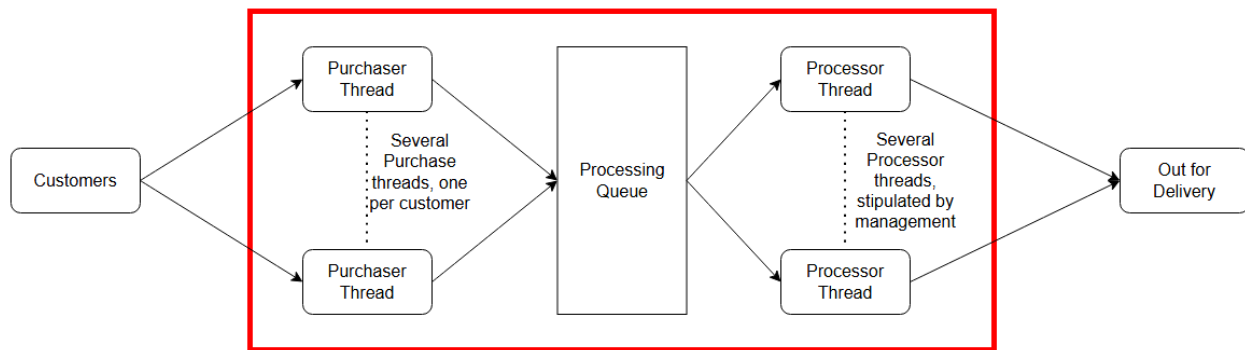 Customers
Purchaser
Thread
Several
Purchase
threads, one
per customer
Purchaser
Thread
Processing
Queue
Processor
Thread
Several
Processor
threads,
stipulated by
management
Processor
Thread
Out for
Delivery